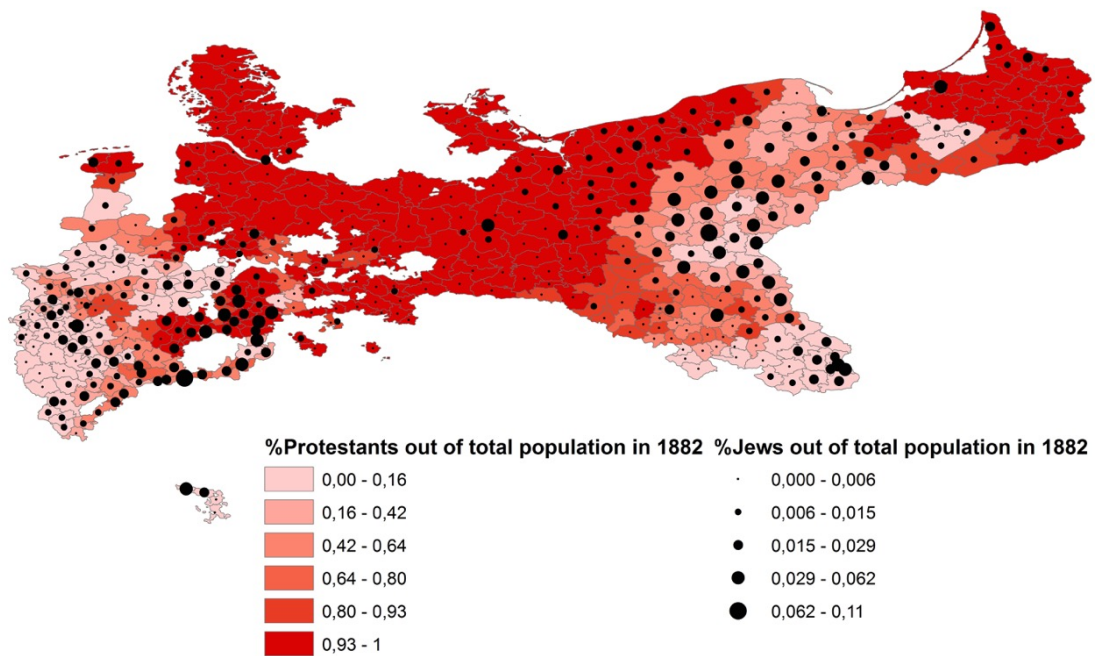 %Protestants out of total population in 1882
0,00 - 0,16
0,16 - 0,42
0,42 - 0,64
0,64 - 0,80
0,80 - 0,93
0,93 - 1
%Jews out of total population in 1882
0,000 - 0,006
0,006 - 0,015
0,015 - 0,029
0,029 - 0,062
0,062 - 0,11